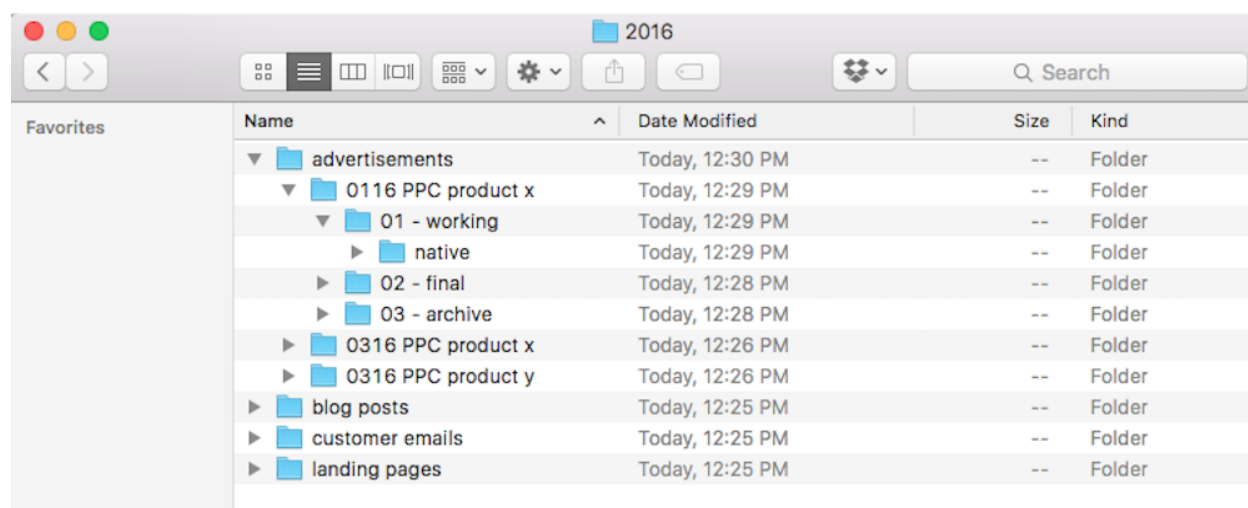 2016
Search
Favorites
Name Date Modified Size Kind
advertisements Today, 12:30 PM -- Folder
0116 PPC product x Today, 12:29 PM -- Folder
01 - working Today, 12:29 PM -- Folder
native Today, 12:29 PM -- Folder
02 - final Today, 12:28 PM -- Folder
03 - archive Today, 12:28 PM -- Folder
0316 PPC product x Today, 12:26 PM -- Folder
0316 PPC product y Today, 12:26 PM -- Folder
blog posts Today, 12:25 PM -- Folder
customer emails Today, 12:25 PM -- Folder
landing pages Today, 12:25 PM -- Folder